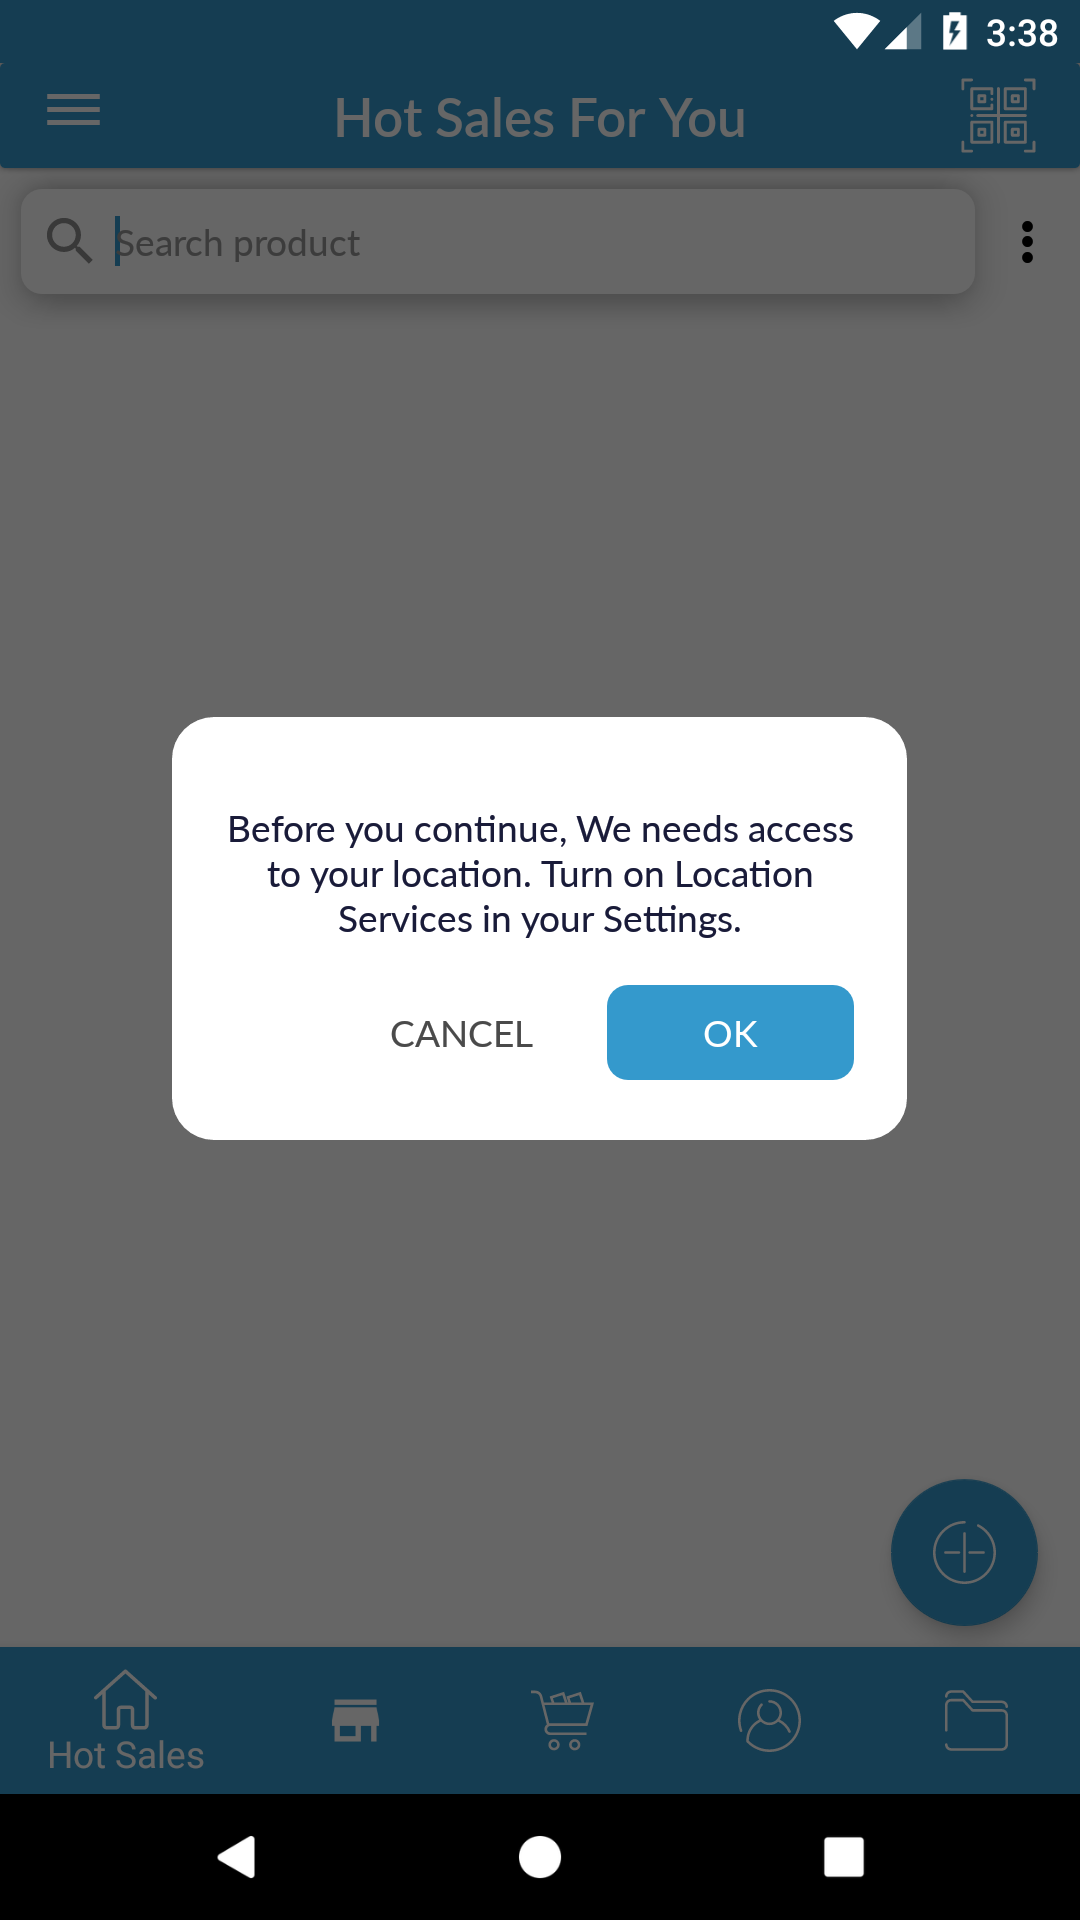 3:38
Hot Sales For You
Search product
Before you continue, We needs access
to your location. Turn on Location
Services in your Settings.
CANCEL
OK
Hot Sales